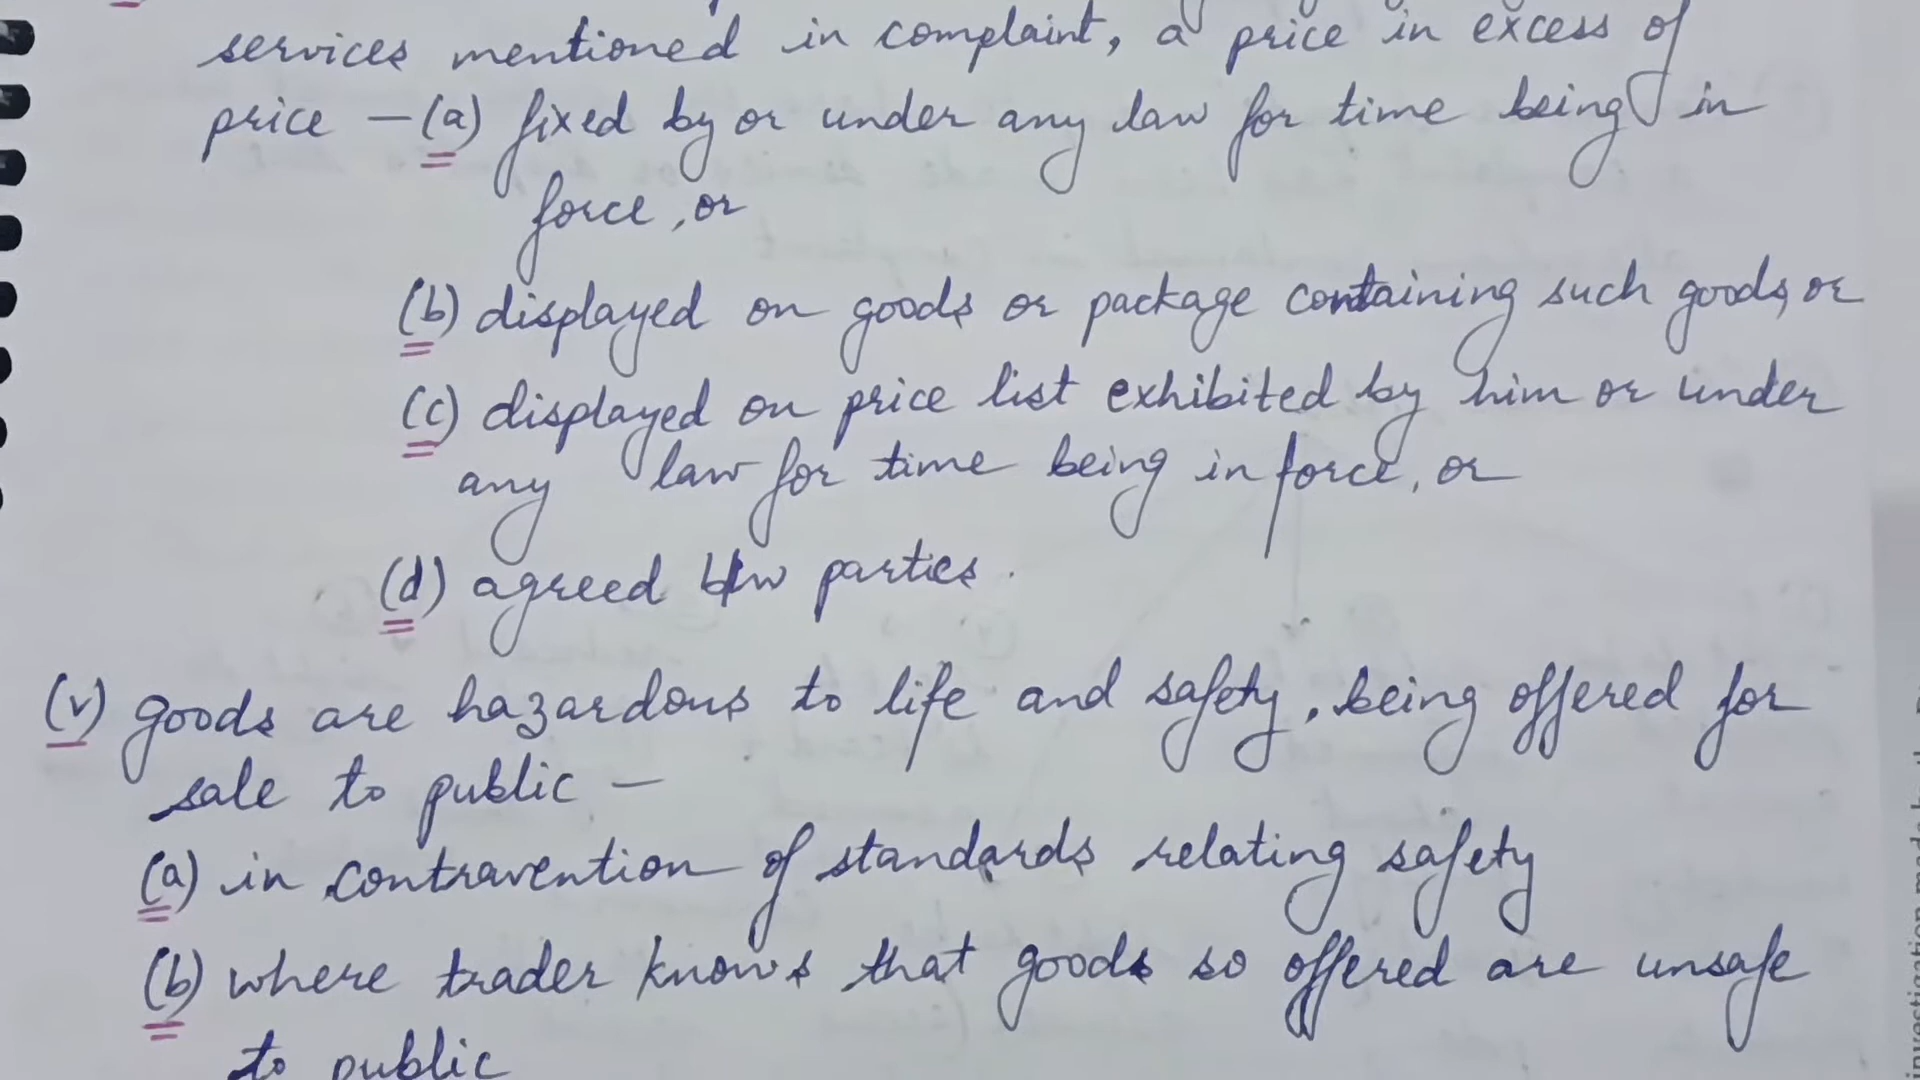 services mentioned in complaint, a price in excess of
price – (a) fixed by or under any law for time being in
force, or
(b) displayed on goods or package containing such goods, or
(c) displayed on price list exhibited by him or under
any law for time being in force, or
(d) agreed b/w parties.
(v) goods are hazardous to life and safety, being offered for
sale to public –
(a) in contravention of standards relating safety
(b) where trader knows that goods so offered are unsafe
to public